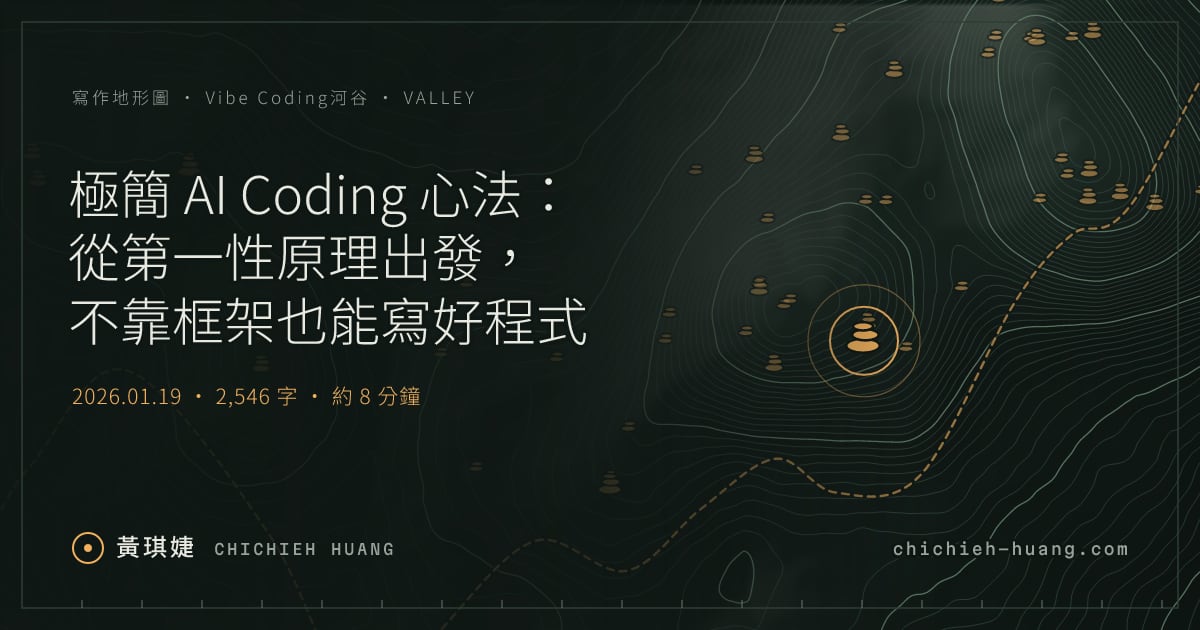 寫作地形圖 · Vibe Coding河谷 · VALLEY
極簡 AI Coding 心法：
從第一性原理出發，
不靠框架也能寫好程式
2026.01.19 · 2,546 字 · 約 8 分鐘
黃琪婕 CHICHIEH HUANG
chichieh-huang.com